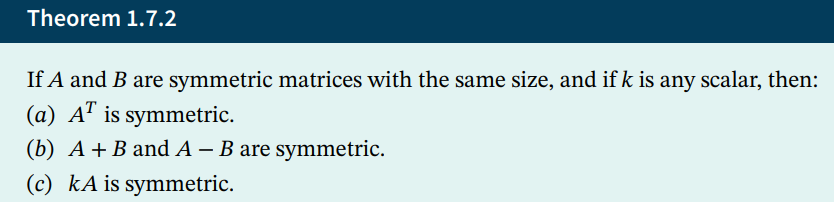 Theorem 1.7.2
If A and B are symmetric matrices with the same size, and if k is any scalar, then:
(a) Aᵀ is symmetric.
(b) A + B and A − B are symmetric.
(c) kA is symmetric.